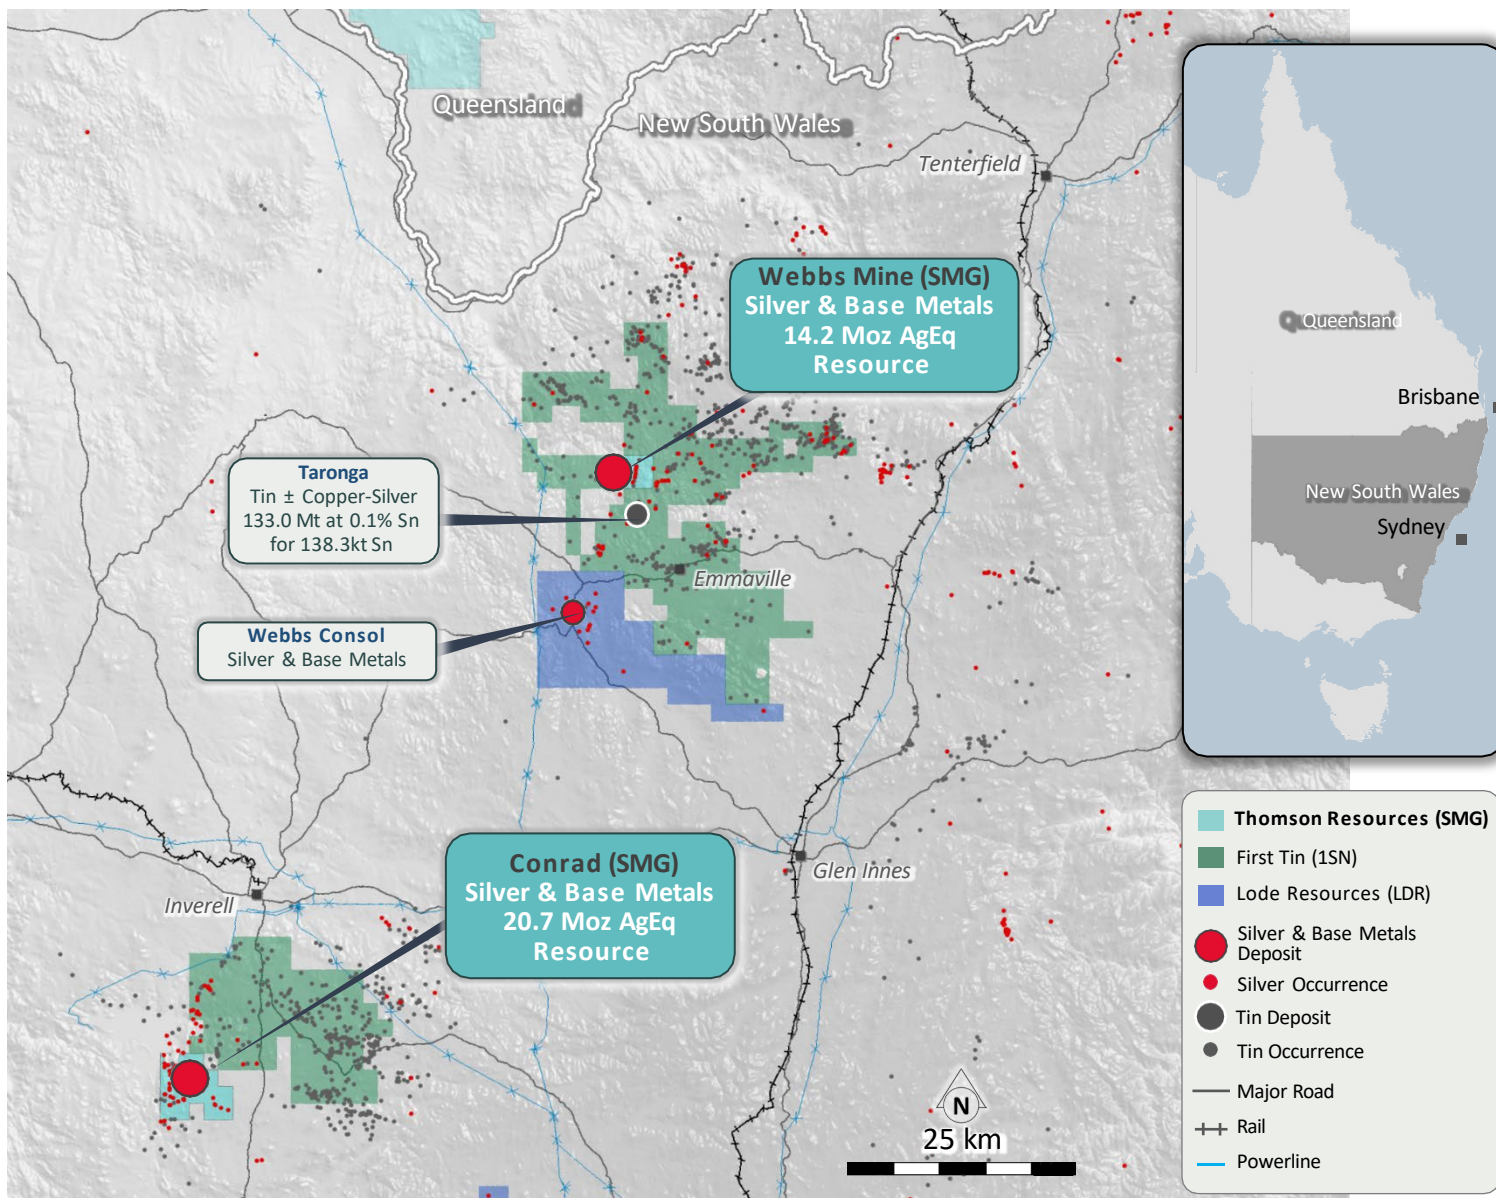 Queensland
New South Wales
Tenterfield
Webbs Mine (SMG)
Silver & Base Metals
14.2 Moz AgEq
Resource
Taronga
Tin ± Copper-Silver
133.0 Mt at 0.1% Sn
for 138.3kt Sn
Emmaville
Webbs Consol
Silver & Base Metals
Conrad (SMG)
Silver & Base Metals
20.7 Moz AgEq
Resource
Glen Innes
Inverell
N
25 km
Queensland
Brisbane
New South Wales
Sydney
Thomson Resources (SMG)
First Tin (1SN)
Lode Resources (LDR)
Silver & Base Metals
Deposit
Silver Occurrence
Tin Deposit
Tin Occurrence
Major Road
Rail
Powerline